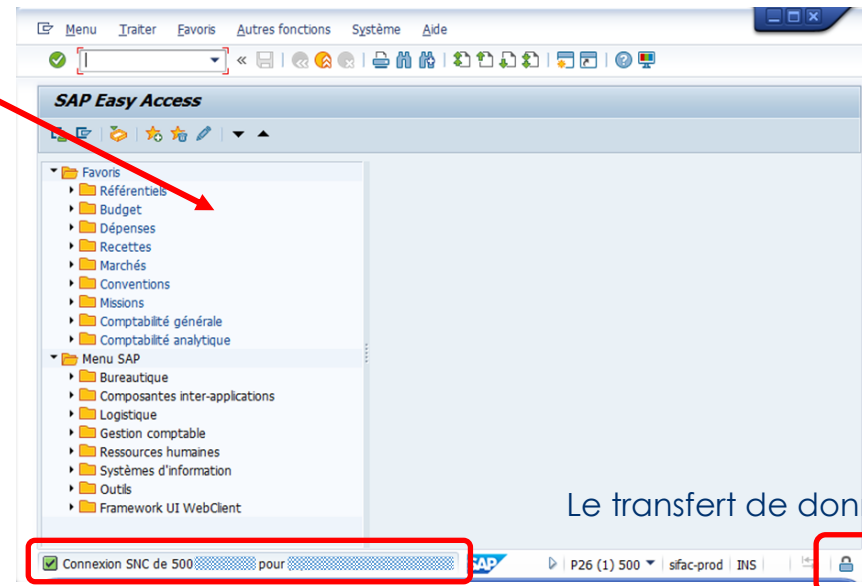 Menu Traiter Favoris Autres fonctions Système Aide
SAP Easy Access
Favoris
Référentiels
Budget
Dépenses
Recettes
Marchés
Conventions
Missions
Comptabilité générale
Comptabilité analytique
Menu SAP
Bureautique
Composantes inter-applications
Logistique
Gestion comptable
Ressources humaines
Systèmes d'information
Outils
Framework UI WebClient
Le transfert de don
Connexion SNC de 500 pour SAP P26 (1) 500 sifac-prod INS